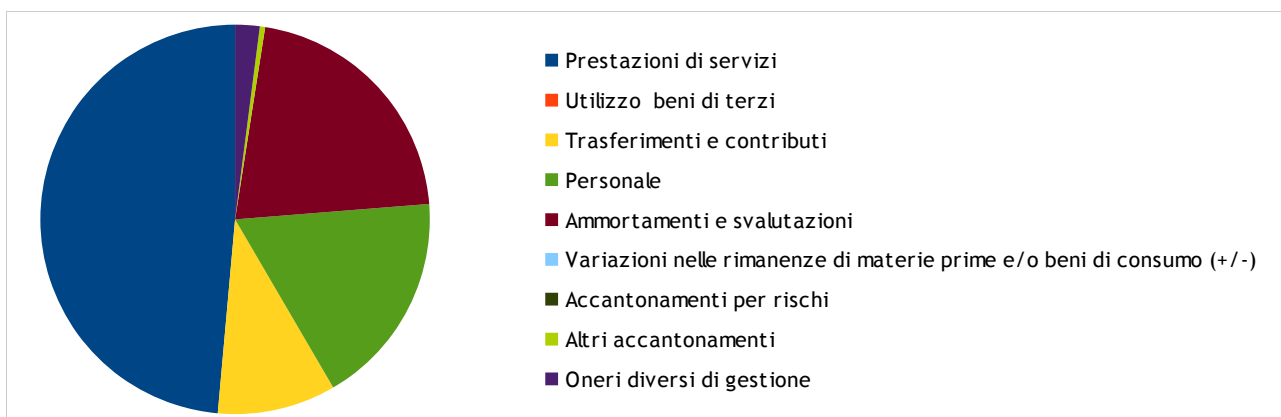 Prestazioni di servizi
Utilizzo beni di terzi
Trasferimenti e contributi
Personale
Ammortamenti e svalutazioni
Variazioni nelle rimanenze di materie prime e/o beni di consumo (+/-)
Accantonamenti per rischi
Altri accantonamenti
Oneri diversi di gestione